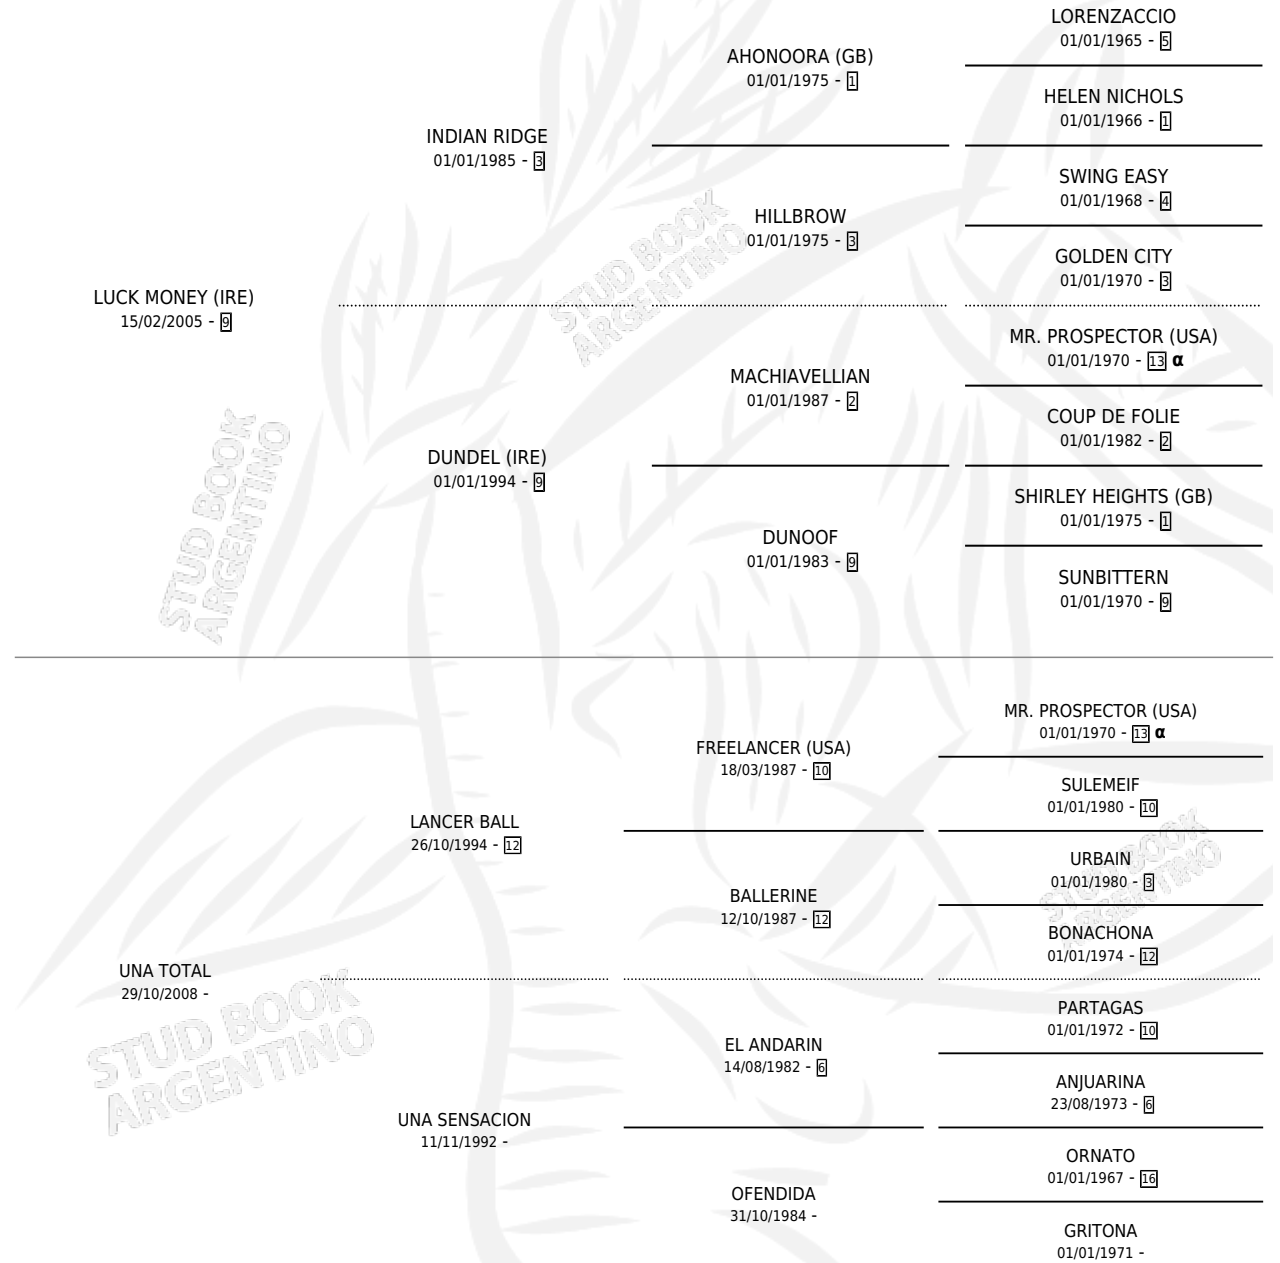 LORENZACCIO
01/01/1965 - 5
AHONOORA (GB)
01/01/1975 - 1
HELEN NICHOLS
01/01/1966 - 1
INDIAN RIDGE
01/01/1985 - 3
SWING EASY
01/01/1968 - 4
HILLBROW
01/01/1975 - 3
GOLDEN CITY
01/01/1970 - 3
LUCK MONEY (IRE)
15/02/2005 - 9
MR. PROSPECTOR (USA)
01/01/1970 - 13 α
MACHIAVELLIAN
01/01/1987 - 2
COUP DE FOLIE
01/01/1982 - 2
DUNDEL (IRE)
01/01/1994 - 9
SHIRLEY HEIGHTS (GB)
01/01/1975 - 1
DUNOOF
01/01/1983 - 9
SUNBITTERN
01/01/1970 - 9
MR. PROSPECTOR (USA)
01/01/1970 - 13 α
FREELANCER (USA)
18/03/1987 - 10
SULEMEIF
01/01/1980 - 10
LANCER BALL
26/10/1994 - 12
URBAIN
01/01/1980 - 3
BALLERINE
12/10/1987 - 12
BONACHONA
01/01/1974 - 12
UNA TOTAL
29/10/2008 -
PARTAGAS
01/01/1972 - 10
EL ANDARIN
14/08/1982 - 6
ANJUARINA
23/08/1973 - 6
UNA SENSACION
11/11/1992 -
ORNATO
01/01/1967 - 16
OFENDIDA
31/10/1984 -
GRITONA
01/01/1971 -
STUD BOOK
ARGENTINO
STUD BOOK
ARGENTINO
STUD BOOK
ARGENTINO
STUD BOOK
ARGENTINO